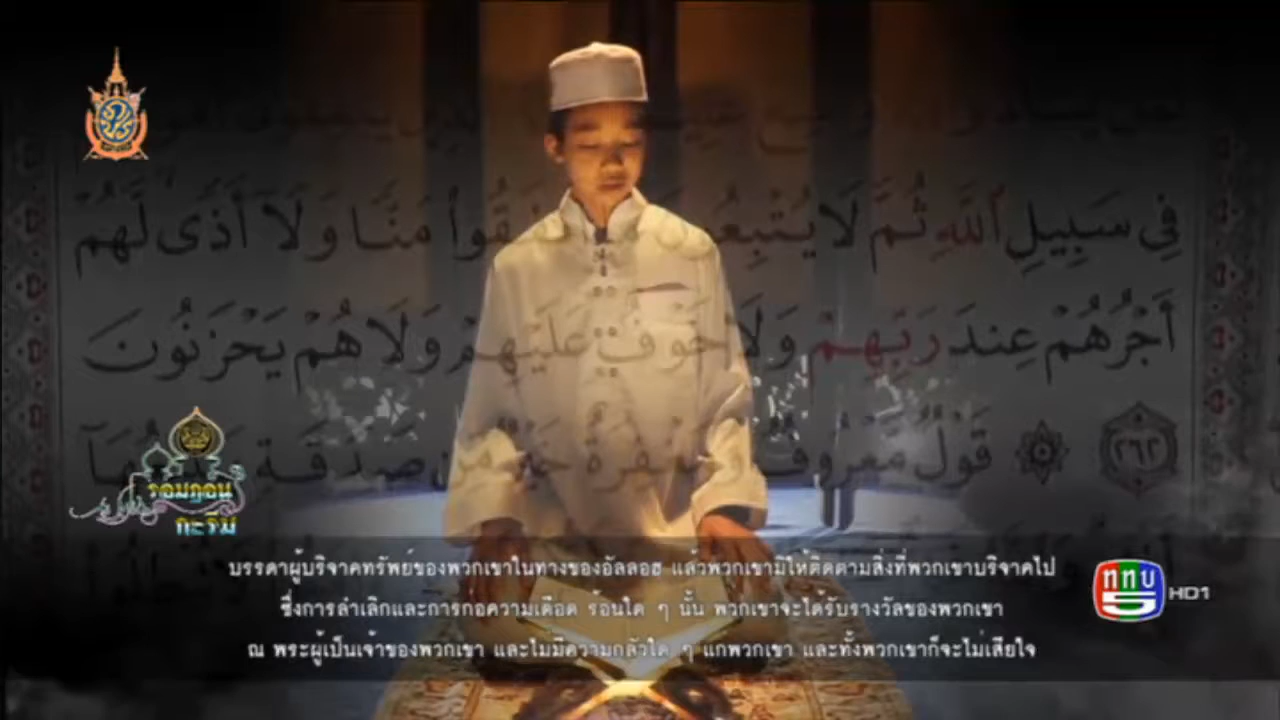 فِي سَبِيلِ ٱللَّهِ ثُمَّ لَا يُتْبِعُونَ أَنفَقُوا۟ مَنًّا وَلَا أَذًى لَّهُمْ
أَجْرُهُمْ عِندَ رَبِّهِمْ وَلَا خَوْفٌ عَلَيْهِمْ وَلَا هُمْ يَحْزَنُونَ
٢٦٢ قَوْلٌ مَّعْرُوفٌ وَمَغْفِرَةٌ خَيْرٌ مِّن صَدَقَةٍ يَتْبَعُهَآ
รอมฎอน
กะรีม
บรรดาผู้บริจาคทรัพย์ของพวกเขาในทางของอัลลอฮ แล้วพวกเขามิให้ติดตามสิ่งที่พวกเขาบริจาคไป
ซึ่งการลำเลิกและการก่อความเดือด ร้อนใด ๆ นั้น พวกเขาจะได้รับรางวัลของพวกเขา
ณ พระผู้เป็นเจ้าของพวกเขา และไม่มีความกลัวใด ๆ แก่พวกเขา และทั้งพวกเขาก็จะไม่เสียใจ
ททบ
5 HD1